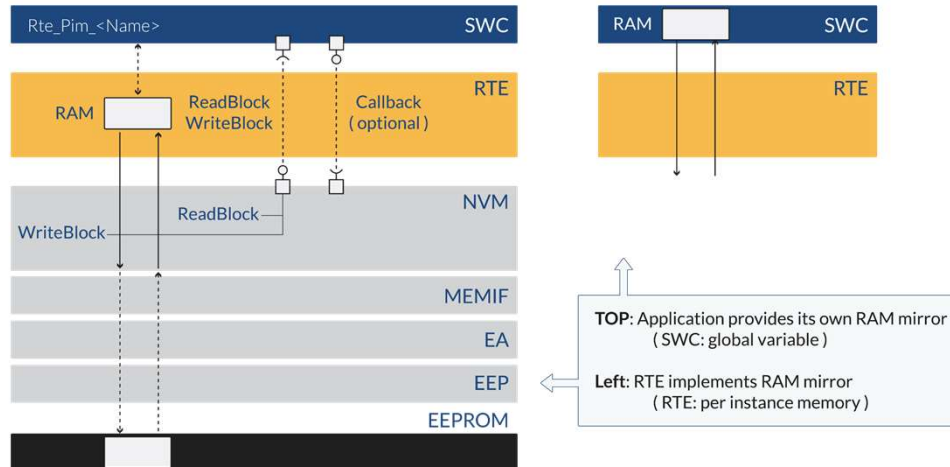 Rte_Pim_<Name>
SWC
RTE
RAM
ReadBlock
WriteBlock
Callback
( optional )
NVM
ReadBlock
WriteBlock
MEMIF
EA
EEP
EEPROM
RAM
SWC
RTE
TOP: Application provides its own RAM mirror
( SWC: global variable )
Left: RTE implements RAM mirror
( RTE: per instance memory )